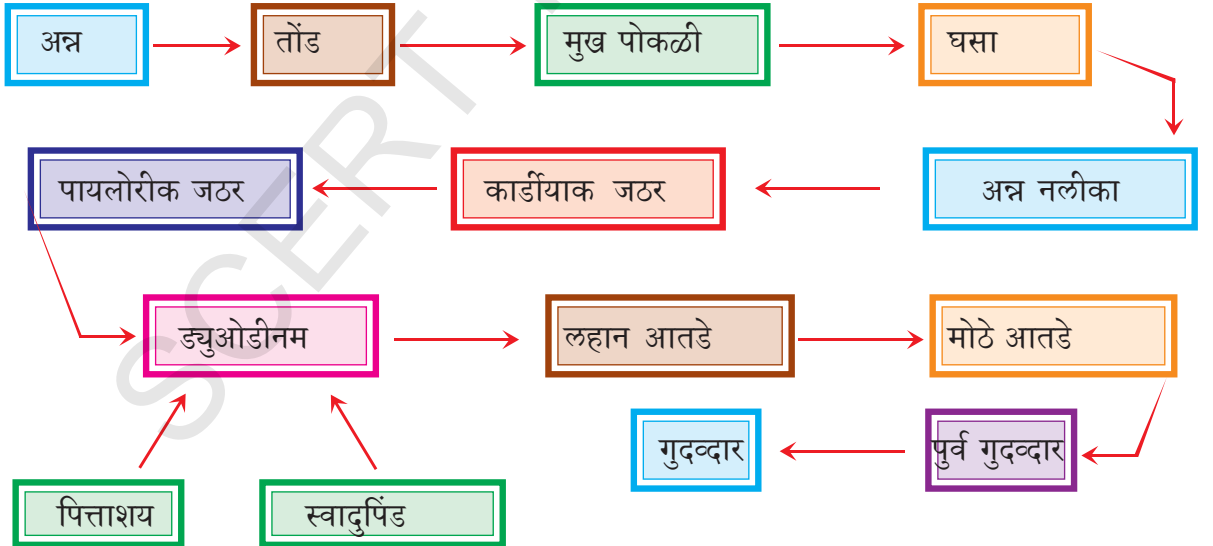 अन्न
तोंड
मुख पोकळी
घसा
अन्न नलीका
कार्डीयाक जठर
पायलोरीक जठर
ड्युओडीनम
लहान आतडे
मोठे आतडे
पुर्व गुदव्दार
गुदव्दार
पित्ताशय
स्वादुपिंड
SCERT